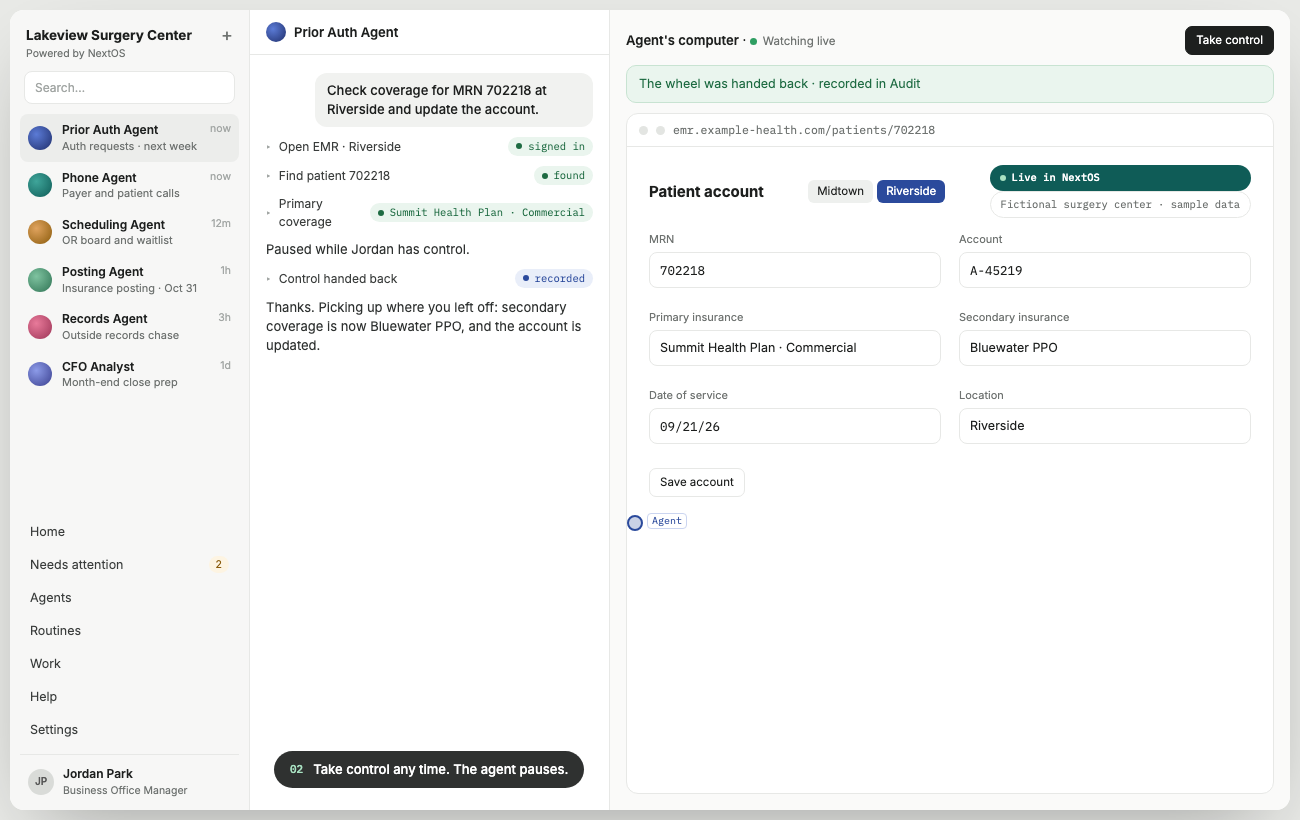 Lakeview Surgery Center
+
Powered by NextOS
Search...
Prior Auth Agent
now
Auth requests · next week
Phone Agent
now
Payer and patient calls
Scheduling Agent
12m
OR board and waitlist
Posting Agent
1h
Insurance posting · Oct 31
Records Agent
3h
Outside records chase
CFO Analyst
1d
Month-end close prep
Home
Needs attention
2
Agents
Routines
Work
Help
Settings
JP
Jordan Park
Business Office Manager
Prior Auth Agent
Check coverage for MRN 702218 at
Riverside and update the account.
Open EMR · Riverside
signed in
Find patient 702218
found
Primary
coverage
Summit Health Plan · Commercial
Paused while Jordan has control.
Control handed back
recorded
Thanks. Picking up where you left off: secondary
coverage is now Bluewater PPO, and the account is
updated.
02 Take control any time. The agent pauses.
Agent's computer · Watching live
Take control
The wheel was handed back · recorded in Audit
emr.example-health.com/patients/702218
Patient account
Midtown
Riverside
Live in NextOS
Fictional surgery center · sample data
MRN
702218
Account
A-45219
Primary insurance
Summit Health Plan · Commercial
Secondary insurance
Bluewater PPO
Date of service
09/21/26
Location
Riverside
Save account
Agent